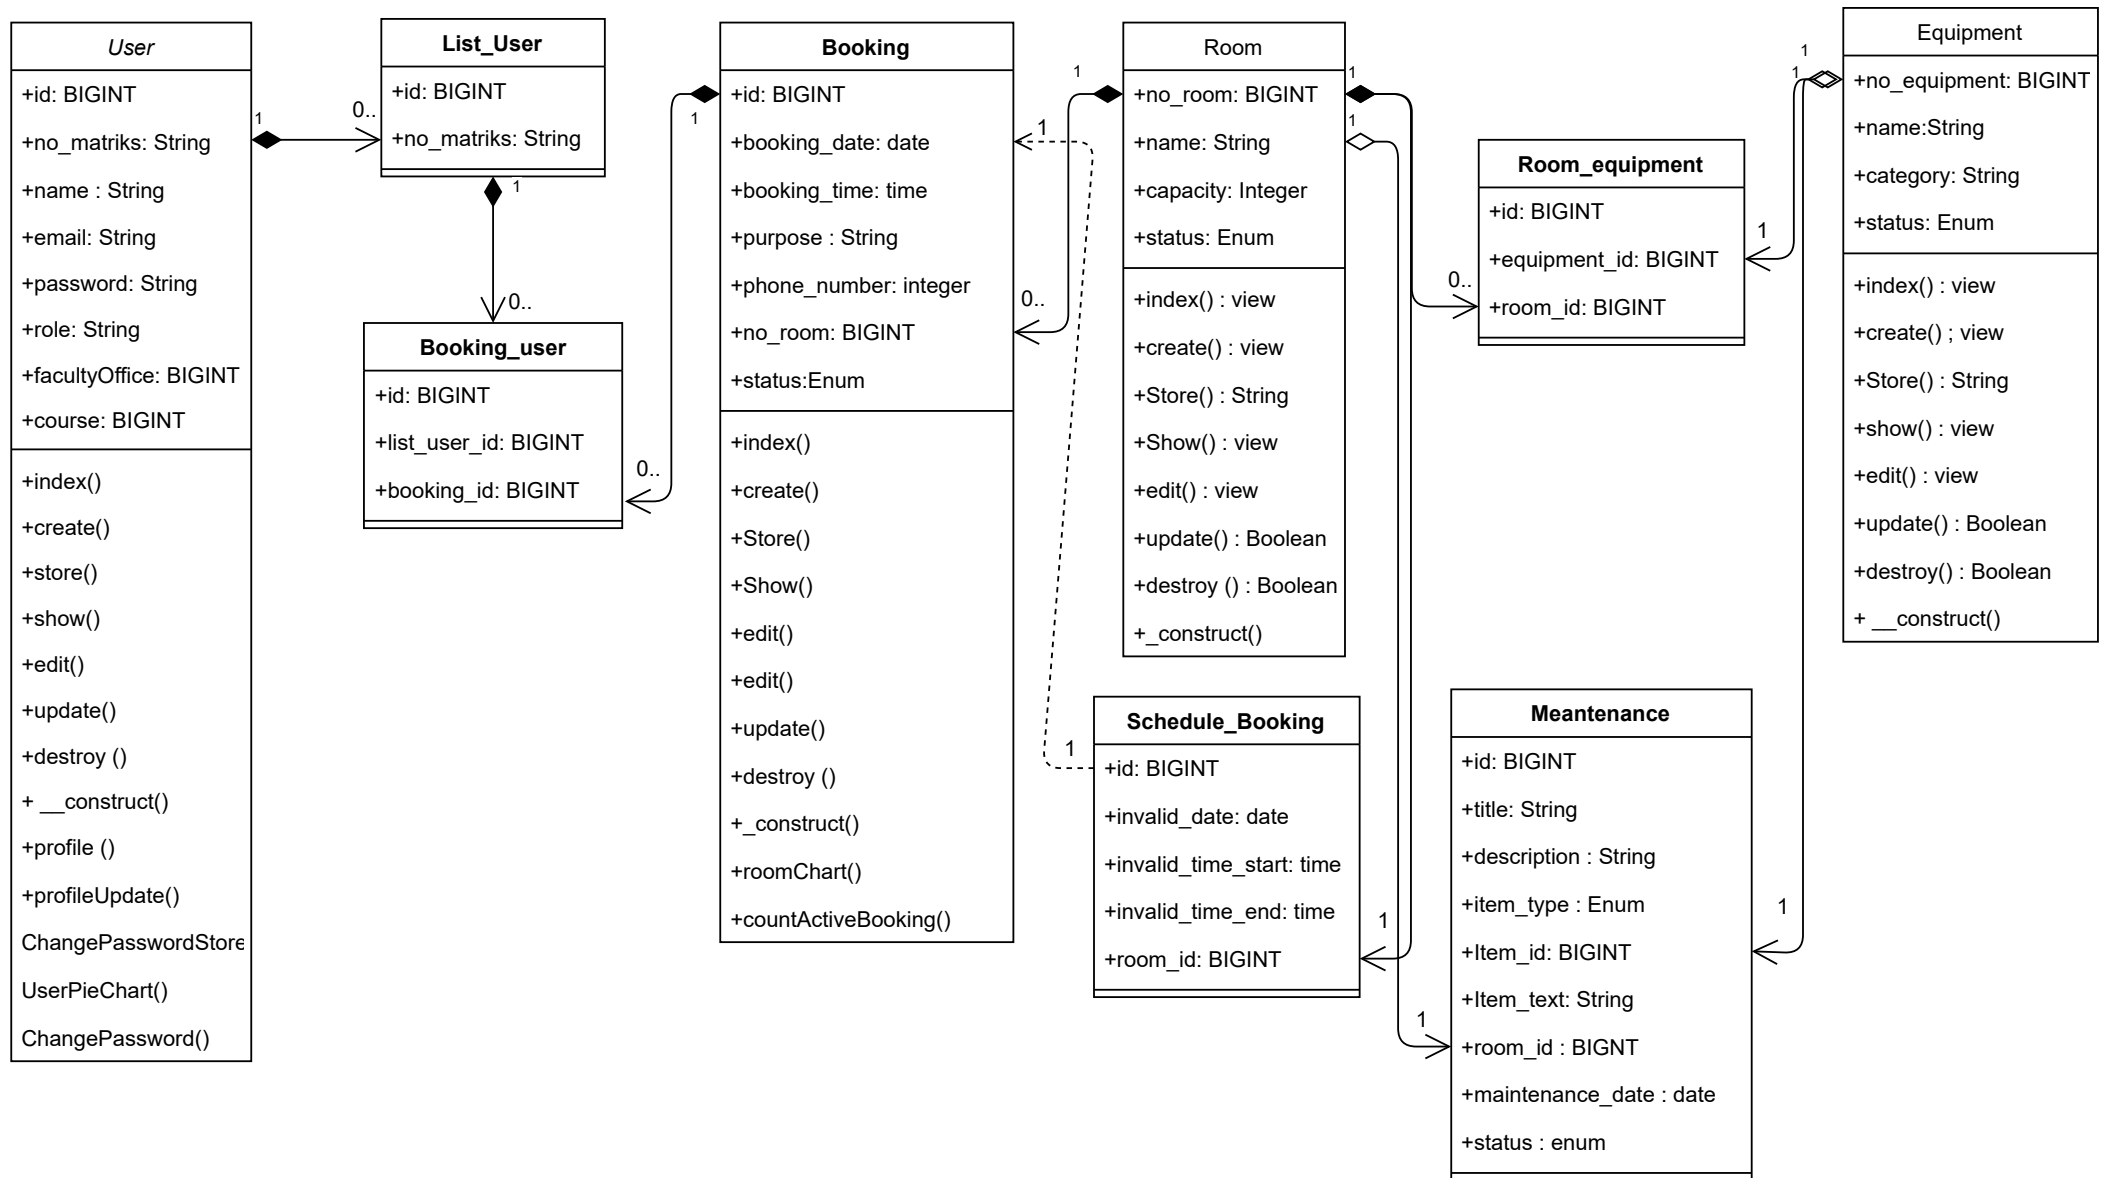 User
+id: BIGINT
+no_matriks: String
+name : String
+email: String
+password: String
+role: String
+facultyOffice: BIGINT
+course: BIGINT
+index()
+create()
+store()
+show()
+edit()
+update()
+destroy ()
+ __construct()
+profile ()
+profileUpdate()
ChangePasswordStore
UserPieChart()
ChangePassword()
1
0..
List_User
+id: BIGINT
+no_matriks: String
1
0..
Booking_user
+id: BIGINT
+list_user_id: BIGINT
+booking_id: BIGINT
0..
1
Booking
+id: BIGINT
+booking_date: date
+booking_time: time
+purpose : String
+phone_number: integer
+no_room: BIGINT
+status:Enum
+index()
+create()
+Store()
+Show()
+edit()
+edit()
+update()
+destroy ()
+_construct()
+roomChart()
+countActiveBooking()
1
1
0..
1
Room
+no_room: BIGINT
+name: String
+capacity: Integer
+status: Enum
+index() : view
+create() : view
+Store() : String
+Show() : view
+edit() : view
+update() : Boolean
+destroy () : Boolean
+_construct()
1
1
Schedule_Booking
+id: BIGINT
+invalid_date: date
+invalid_time_start: time
+invalid_time_end: time
+room_id: BIGINT
1
0..
Room_equipment
+id: BIGINT
+equipment_id: BIGINT
+room_id: BIGINT
1
Meantenance
+id: BIGINT
+title: String
+description : String
+item_type : Enum
+Item_id: BIGINT
+Item_text: String
+room_id : BIGNT
+maintenance_date : date
+status : enum
1
1
1
1
Equipment
+no_equipment: BIGINT
+name:String
+category: String
+status: Enum
+index() : view
+create() ; view
+Store() : String
+show() : view
+edit() : view
+update() : Boolean
+destroy() : Boolean
+ __construct()